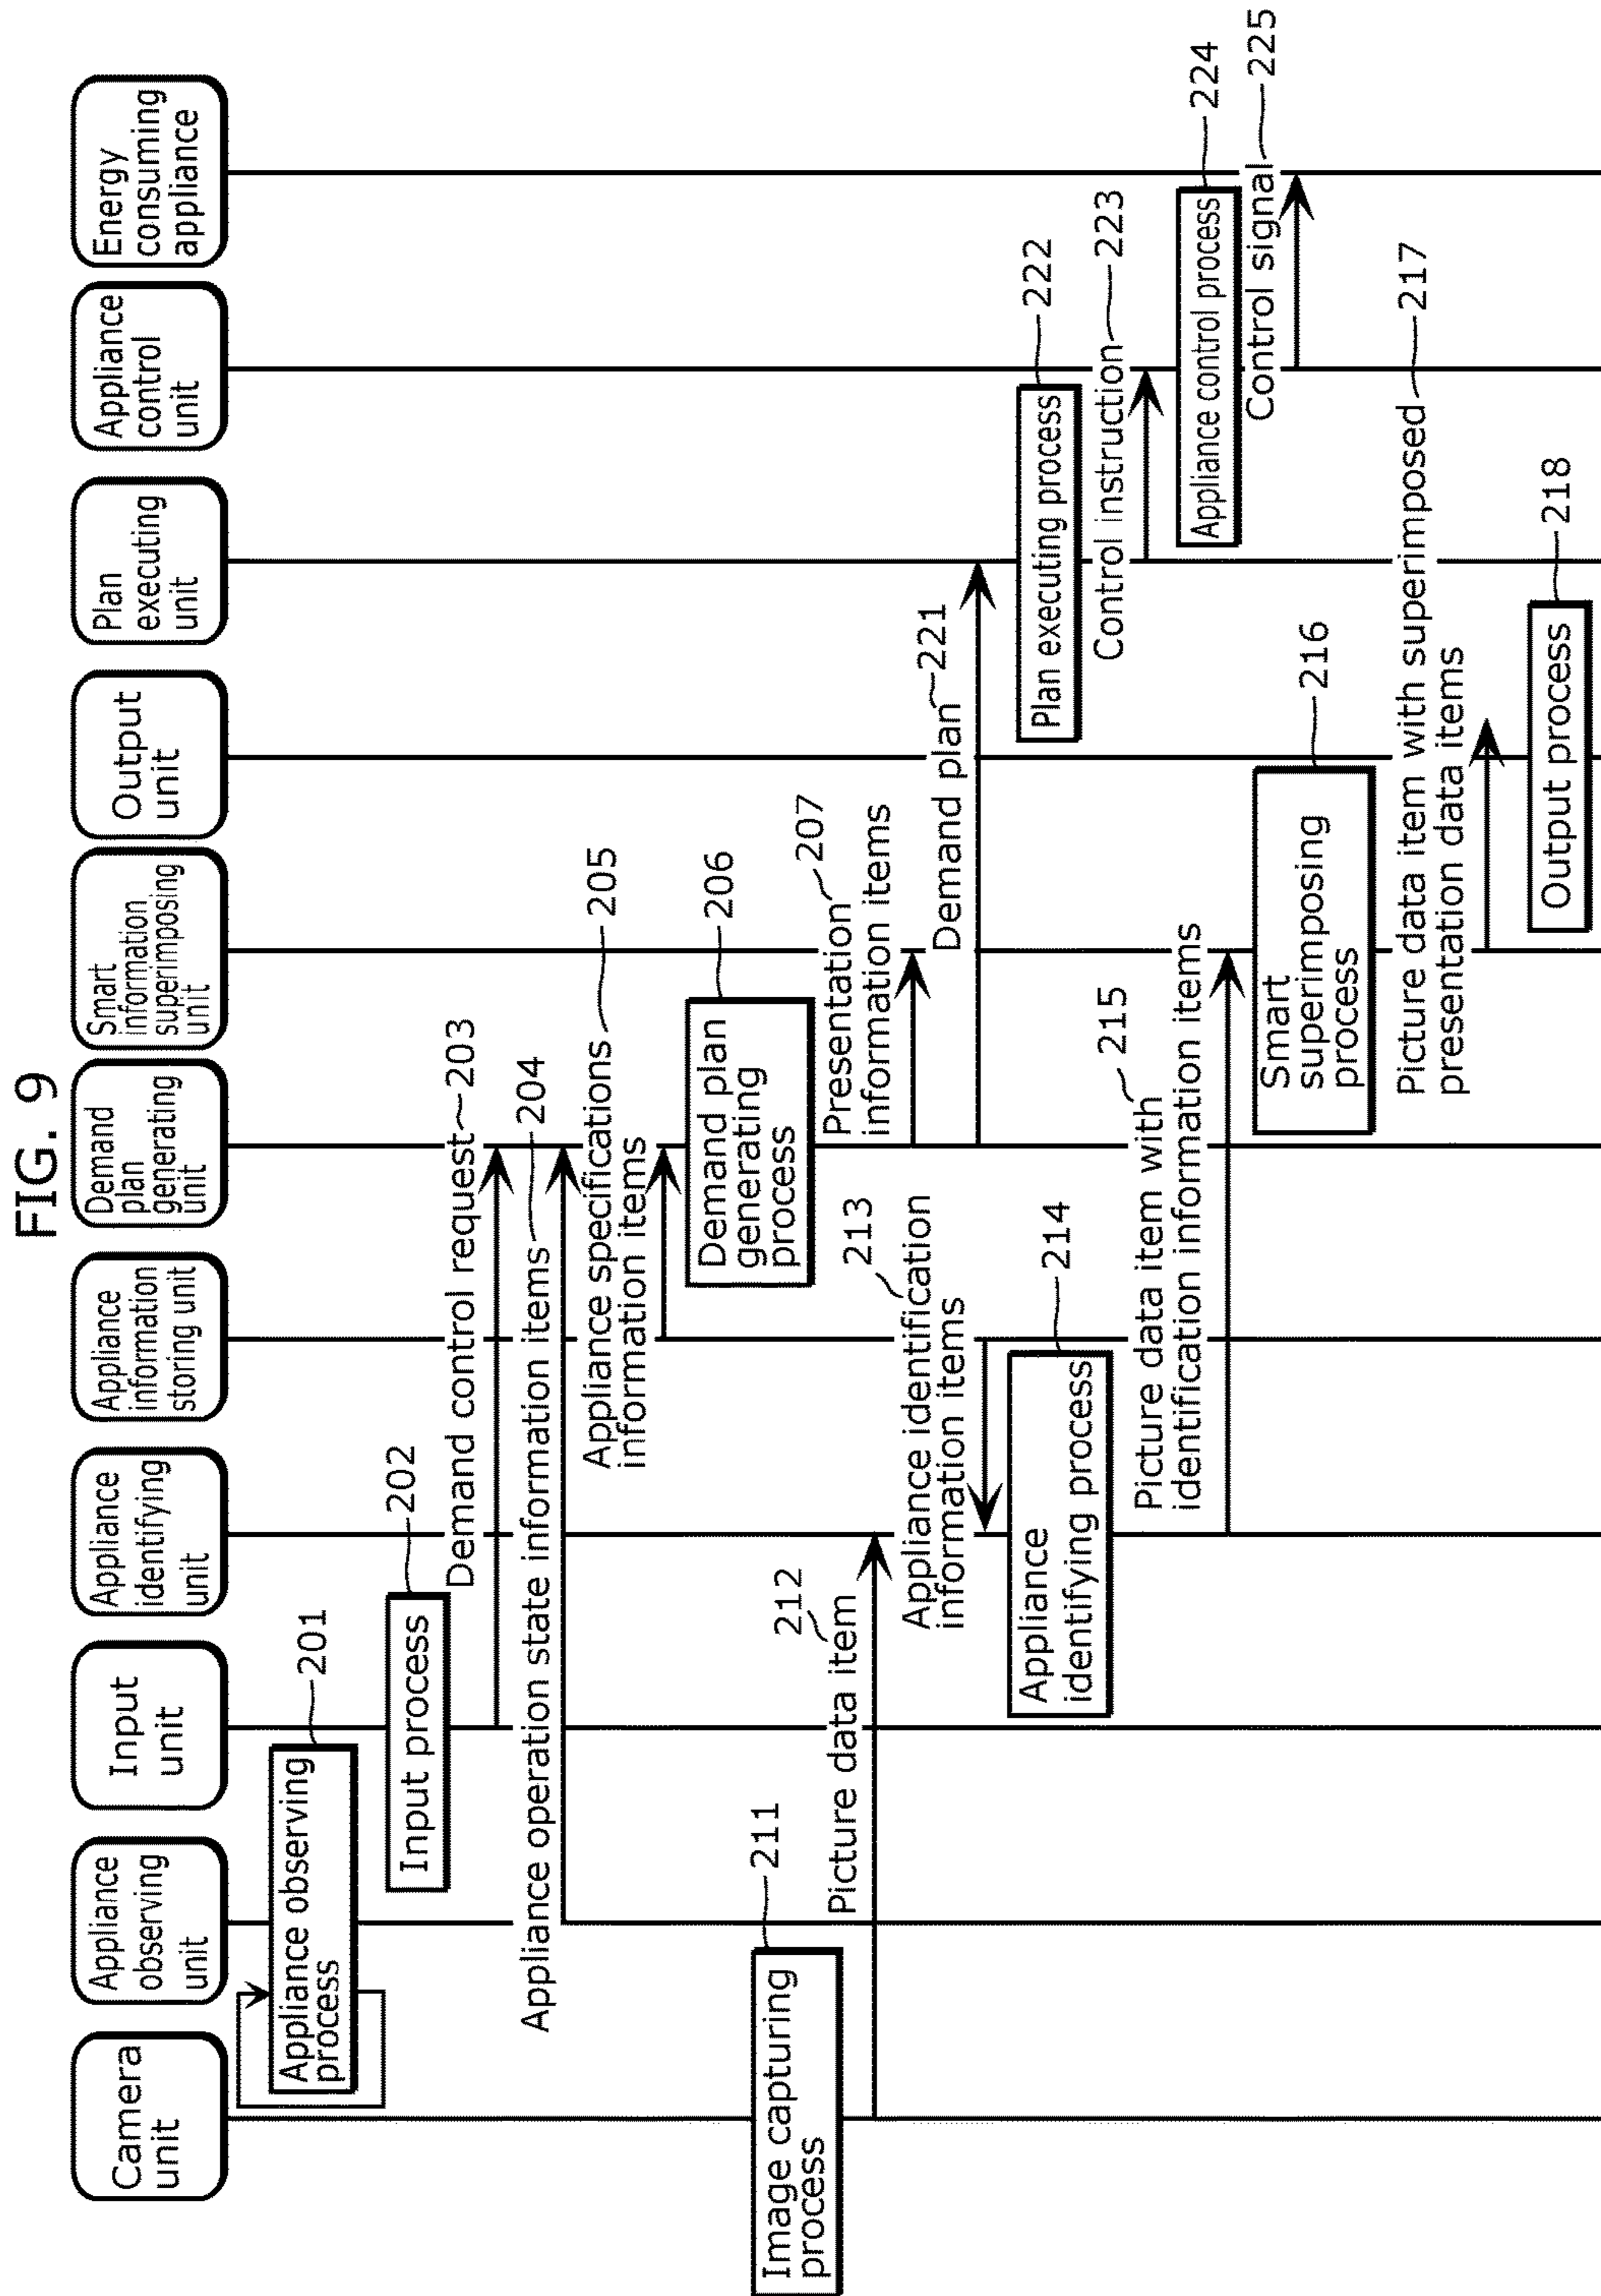 FIG. 9
Camera
unit
Appliance
observing
unit
Input
unit
Appliance
identifying
unit
Appliance
information
storing unit
Demand
plan
generating
unit
Smart
information
superimposing
unit
Output
unit
Plan
executing
unit
Appliance
control
unit
Energy
consuming
appliance
Appliance observing
process
201
Input process
202
Demand control request
203
Appliance operation state information items
204
Appliance specifications
information items
205
Demand plan
generating
process
206
Image capturing
process
211
Picture data item
212
Presentation
information items
207
Appliance identification
information items
213
Demand plan
221
Appliance
identifying process
214
Plan executing process
222
Control instruction
223
Picture data item with
identification information items
215
Appliance control process
224
Control signal
225
Smart
superimposing
process
216
Picture data item with superimposed
presentation data items
217
Output process
218